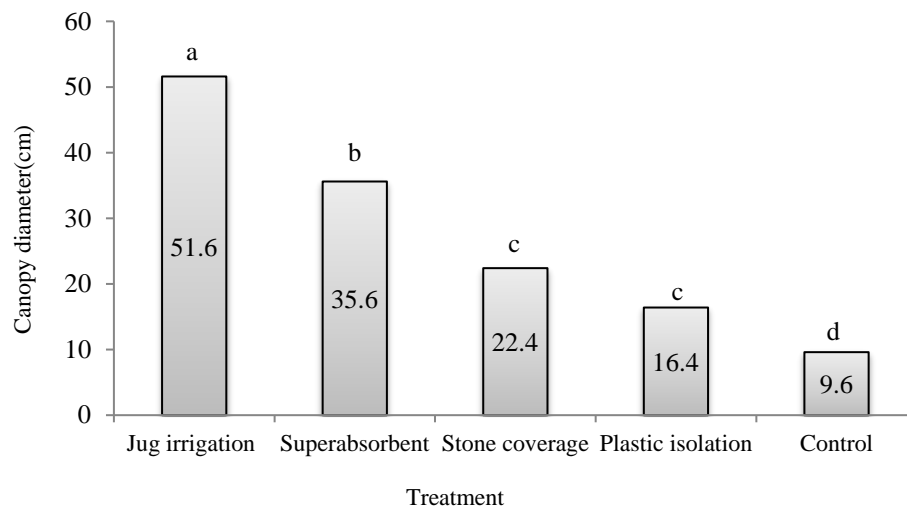 60
50
40
30
20
10
0
Canopy diameter(cm)
a
b
c
c
d
51.6
35.6
22.4
16.4
9.6
Jug irrigation
Superabsorbent
Stone coverage
Plastic isolation
Control
Treatment